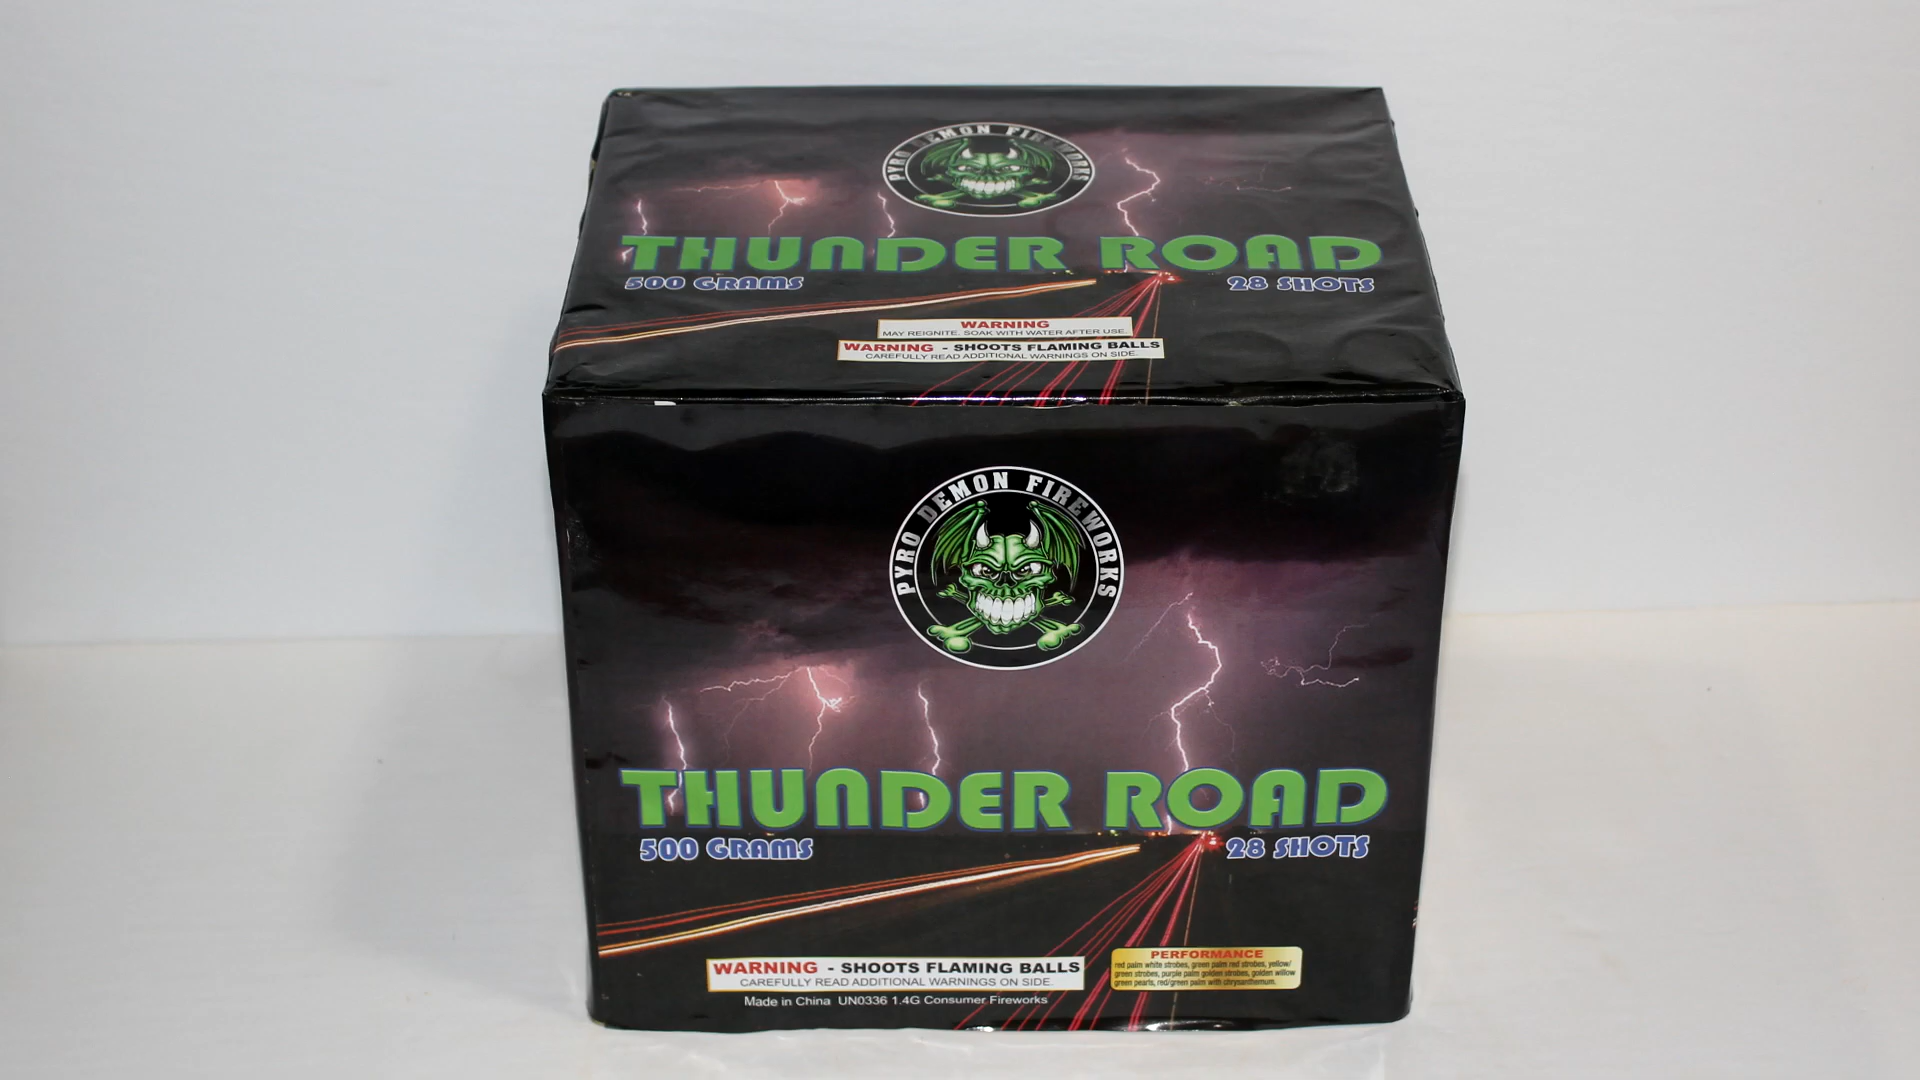 PYRO DEMON FIREWORKS
THUNDER ROAD
500 GRAMS
28 SHOTS
WARNING
MAY REIGNITE. SOAK WITH WATER AFTER USE.
WARNING - SHOOTS FLAMING BALLS
CAREFULLY READ ADDITIONAL WARNINGS ON SIDE.
PYRO DEMON FIREWORKS
THUNDER ROAD
500 GRAMS
28 SHOTS
WARNING - SHOOTS FLAMING BALLS
CAREFULLY READ ADDITIONAL WARNINGS ON SIDE.
Made in China UN0336 1.4G Consumer Fireworks
PERFORMANCE
red palm white strobes, green palm red strobes, yellow/
green strobes, purple palm golden strobes, golden willow
green pearls, red/green palm with chrysanthemum.